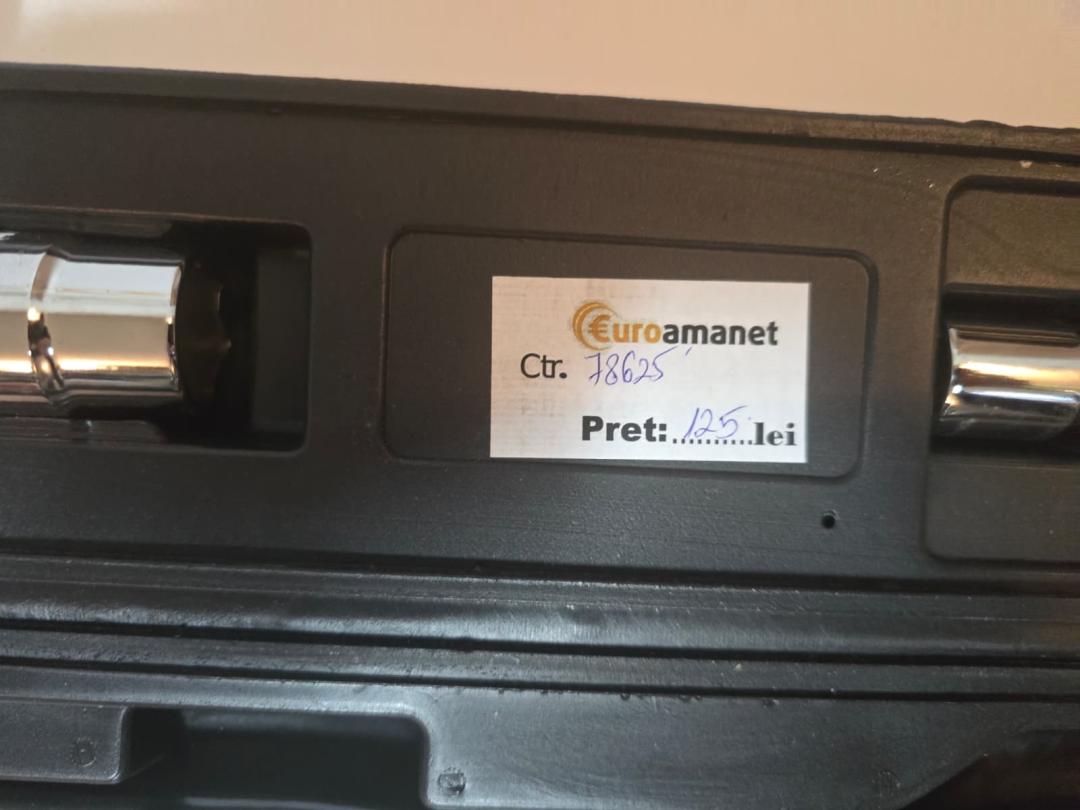 €uroamanet
Ctr. 78625
Pret:..........125..lei